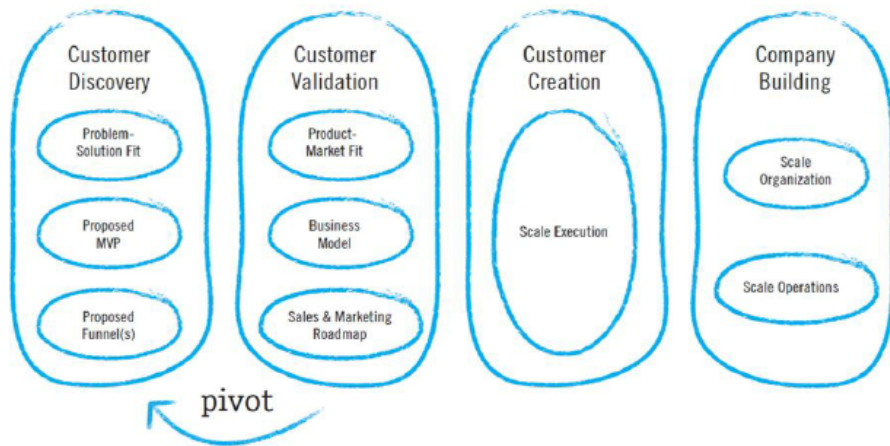 Customer
Discovery
Problem-
Solution Fit
Proposed
MVP
Proposed
Funnel(s)
Customer
Validation
Product-
Market Fit
Business
Model
Sales & Marketing
Roadmap
Customer
Creation
Scale Execution
Company
Building
Scale
Organization
Scale Operations
pivot